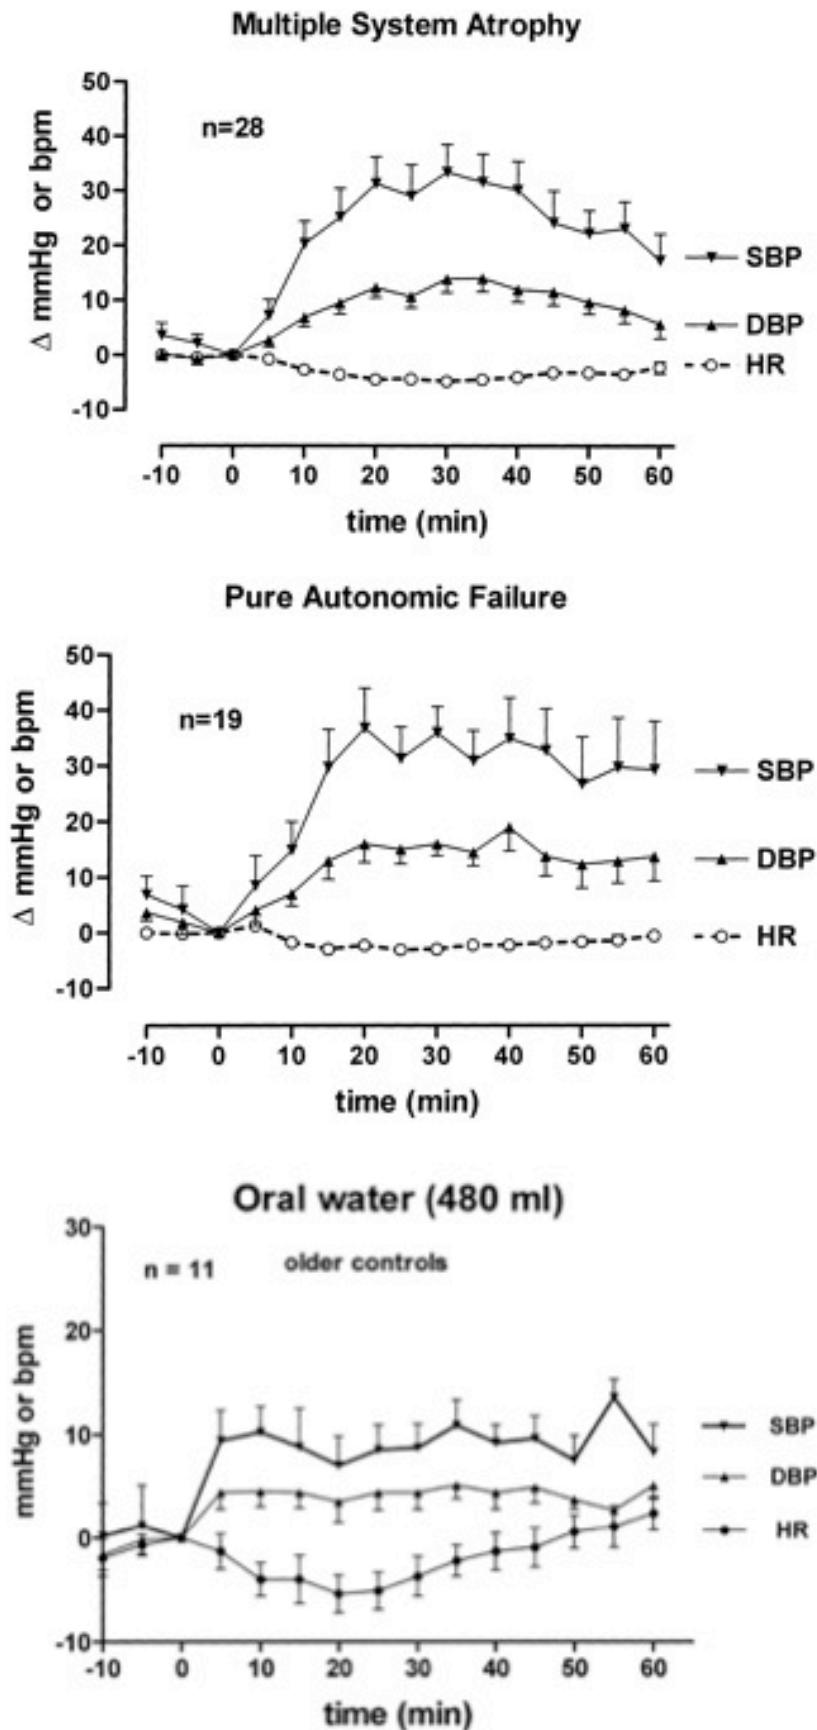 Multiple System Atrophy
50
40
30
20
10
0
-10
Δ mmHg or bpm
n=28
SBP
DBP
HR
-10 0 10 20 30 40 50 60
time (min)
Pure Autonomic Failure
50
40
30
20
10
0
-10
Δ mmHg or bpm
n=19
SBP
DBP
HR
-10 0 10 20 30 40 50 60
time (min)
Oral water (480 ml)
30
20
10
0
-10
mmHg or bpm
n = 11 older controls
SBP
DBP
HR
-10 0 10 20 30 40 50 60
time (min)